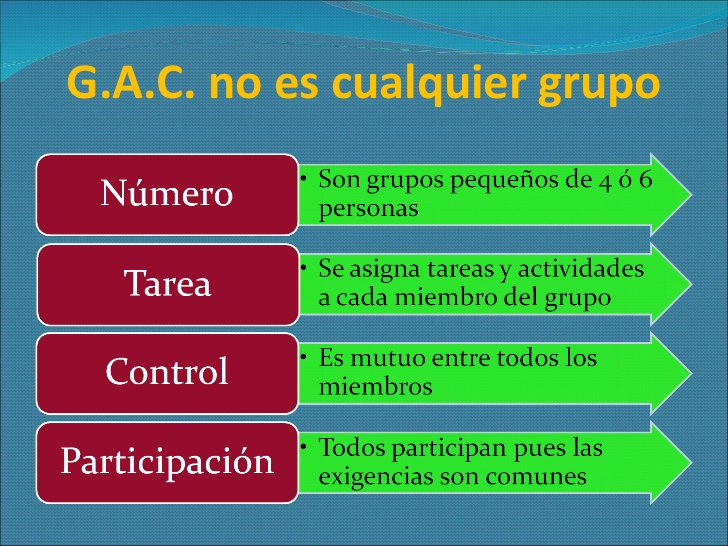 G.A.C. no es cualquier grupo
Número
• Son grupos pequeños de 4 ó 6
personas
Tarea
• Se asigna tareas y actividades
a cada miembro del grupo
Control
• Es mutuo entre todos los
miembros
Participación
• Todos participan pues las
exigencias son comunes